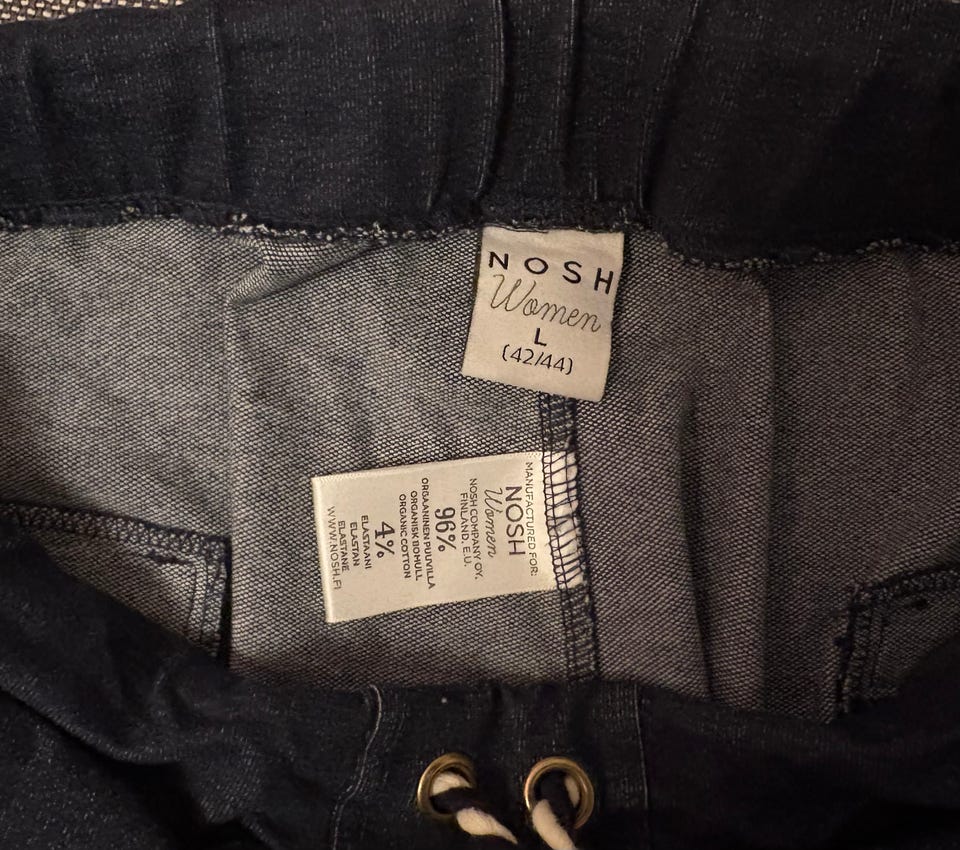 NOSH
Women
L
(42/44)
MANUFACTURED FOR:
NOSH
Women
NOSH COMPANY OY,
FINLAND, E.U.
96%
ORGAANINEN PUUVILLA
ORGANISK BOMULL
ORGANIC COTTON
4%
ELASTAANI
ELASTAN
ELASTANE
WWW.NOSH.FI